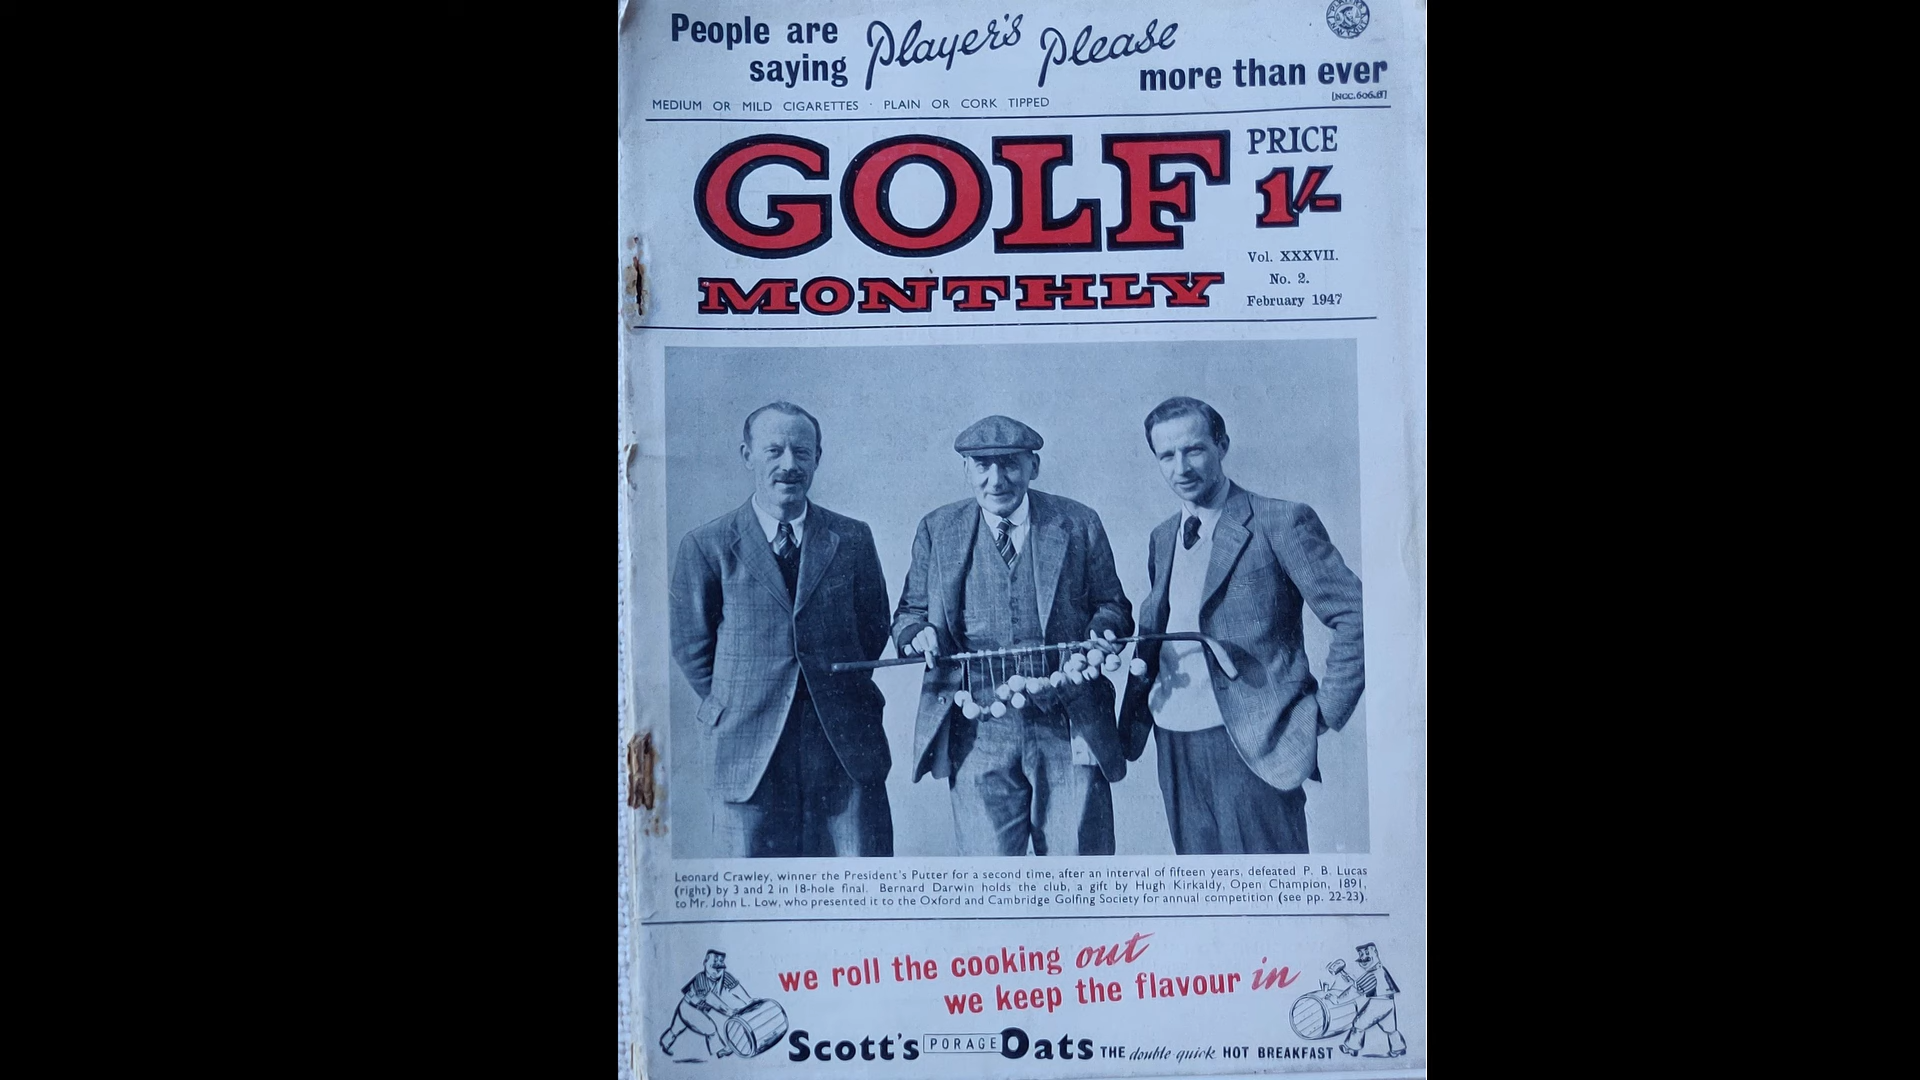 People are
saying Player's Please
more than ever
[NCC.606.B]
MEDIUM OR MILD CIGARETTES · PLAIN OR CORK TIPPED
GOLF
MONTHLY
PRICE
1/-
Vol. XXXVII.
No. 2.
February 1947
Leonard Crawley, winner the President's Putter for a second time, after an interval of fifteen years, defeated P. B. Lucas
(right) by 3 and 2 in 18-hole final. Bernard Darwin holds the club, a gift by Hugh Kirkaldy, Open Champion, 1891,
to Mr. John L. Low, who presented it to the Oxford and Cambridge Golfing Society for annual competition (see pp. 22-23).
we roll the cooking out
we keep the flavour in
Scott's PORAGE Oats THE double-quick HOT BREAKFAST